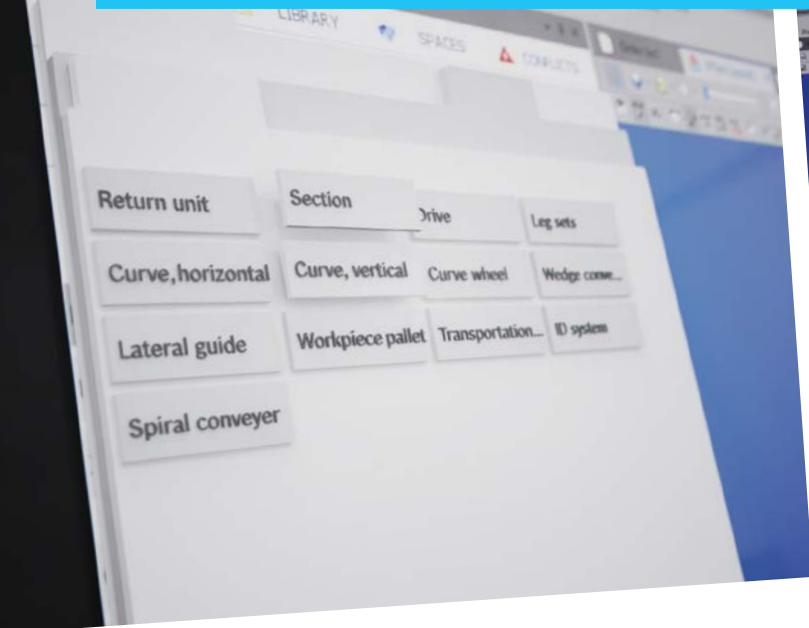 LIBRARY SPACES CONFLICTS
Return unit Section Drive Leg sets
Curve, horizontal Curve, vertical Curve wheel Wedge conve...
Lateral guide Workpiece pallet Transportation... ID system
Spiral conveyer